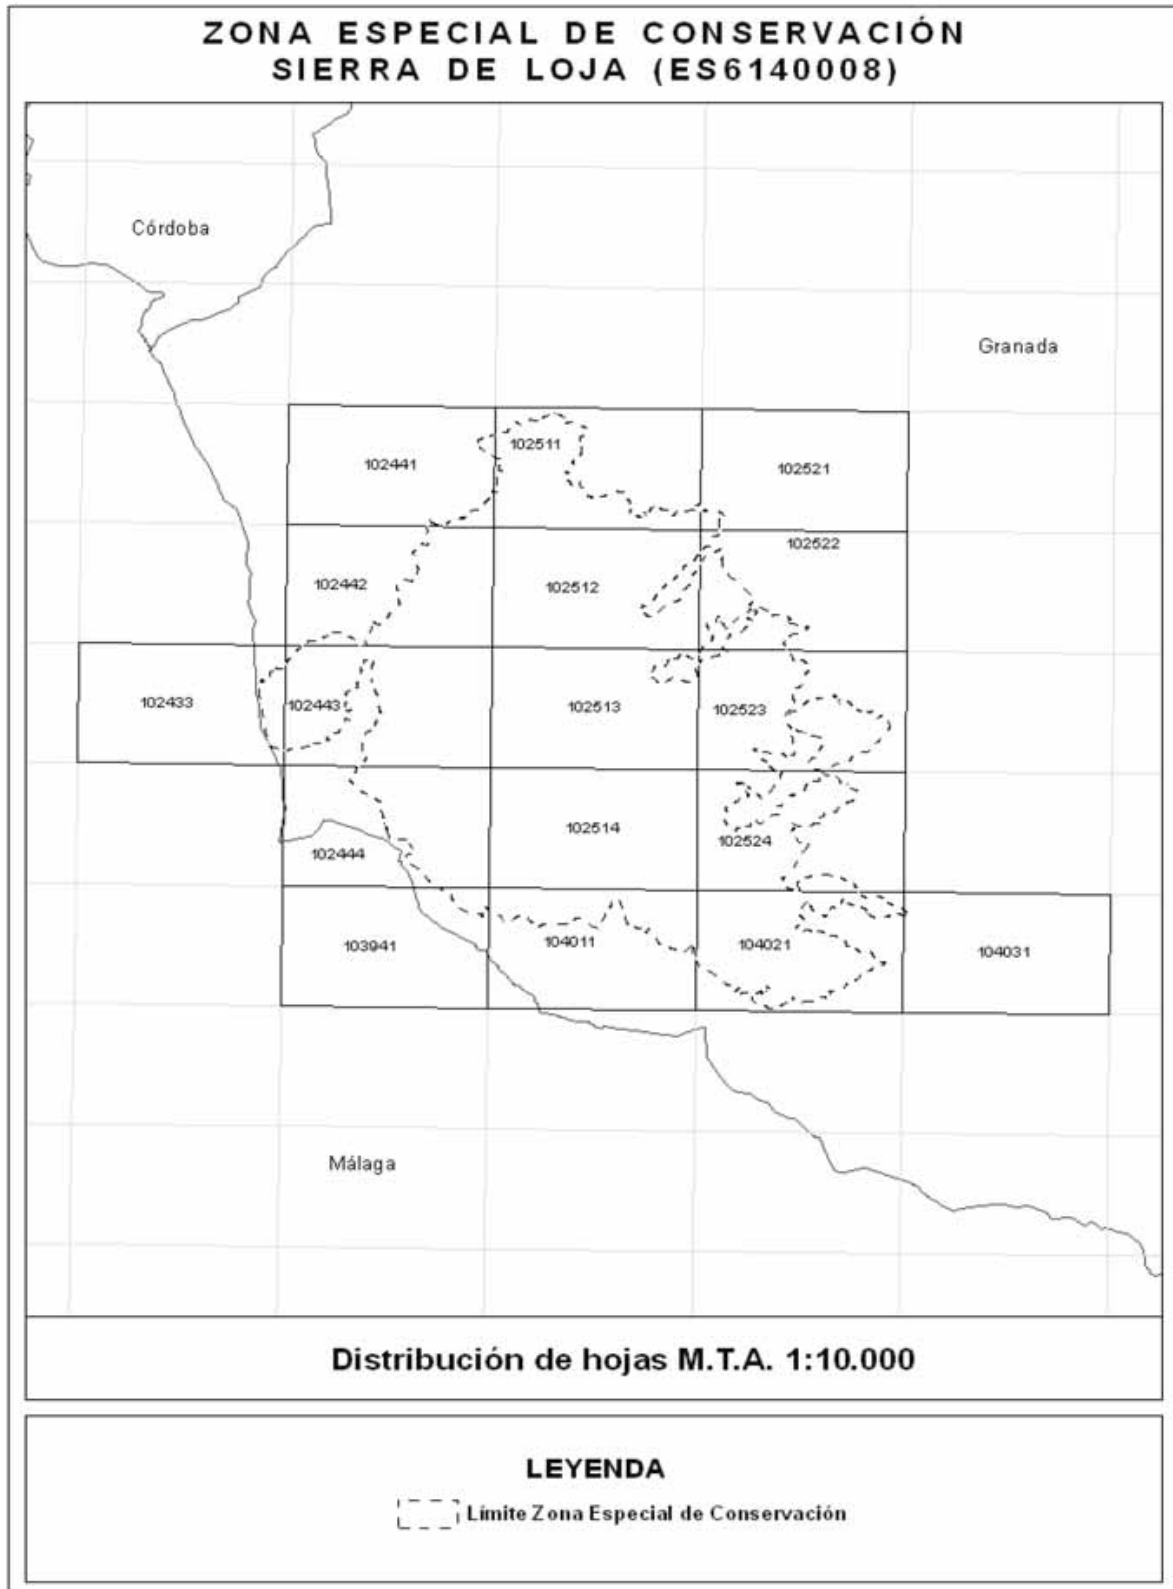 ZONA ESPECIAL DE CONSERVACIÓN
SIERRA DE LOJA (ES6140008)
Córdoba
Granada
102441
102511
102521
102522
102442
102512
102433
102443
102513
102523
102514
102524
102444
103941
104011
104021
104031
Málaga
Distribución de hojas M.T.A. 1:10.000
LEYENDA
Límite Zona Especial de Conservación